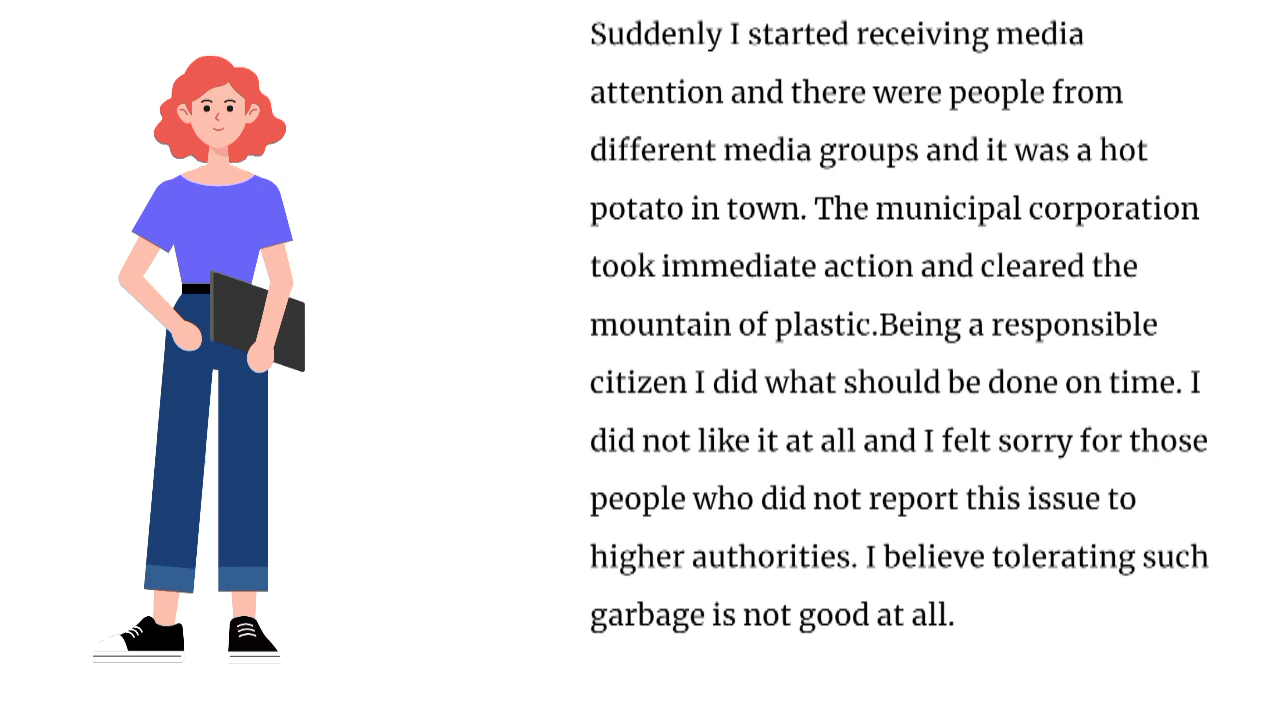 Suddenly I started receiving media
attention and there were people from
different media groups and it was a hot
potato in town. The municipal corporation
took immediate action and cleared the
mountain of plastic.Being a responsible
citizen I did what should be done on time. I
did not like it at all and I felt sorry for those
people who did not report this issue to
higher authorities. I believe tolerating such
garbage is not good at all.